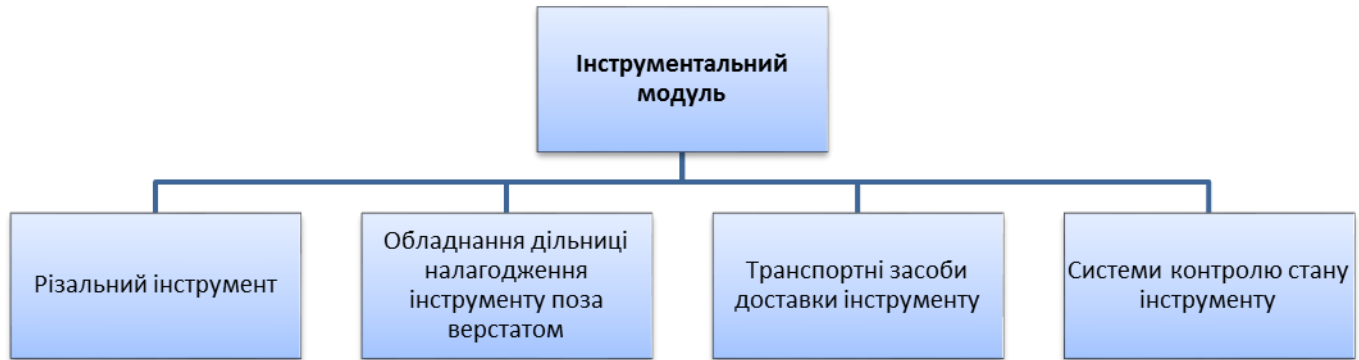 Інструментальний
модуль
Різальний інструмент
Обладнання дільниці
налагодження
інструменту поза
верстатом
Транспортні засоби
доставки інструменту
Системи контролю стану
інструменту